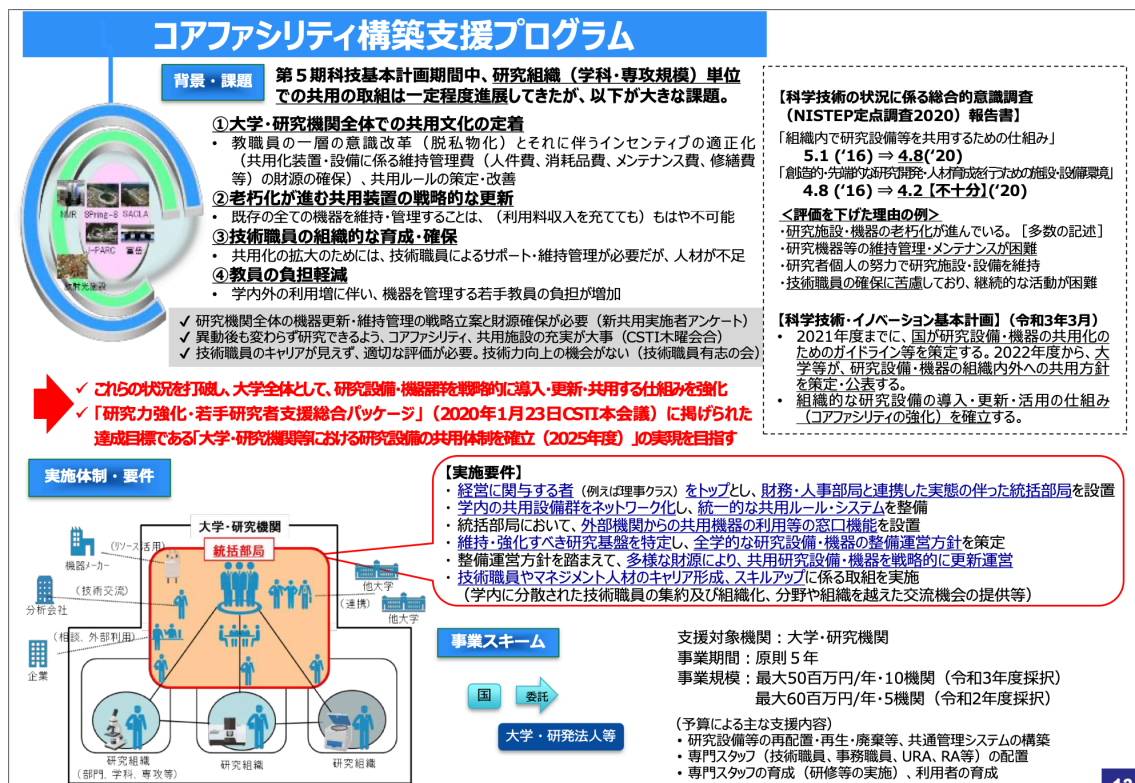 コアファシリティ構築支援プログラム
背景・課題
第５期科技基本計画期間中、研究組織（学科・専攻規模）単位
での共用の取組は一定程度進展してきたが、以下が大きな課題。
①大学・研究機関全体での共用文化の定着
・ 教職員の一層の意識改革（脱私物化）とそれに伴うインセンティブの適正化
（共用化装置・設備に係る維持管理費（人件費、消耗品費、メンテナンス費、修繕費
等）の財源の確保）、共用ルールの策定・改善
②老朽化が進む共用装置の戦略的な更新
・ 既存の全ての機器を維持・管理することは、（利用料収入を充てても）もはや不可能
③技術職員の組織的な育成・確保
・ 共用化の拡大のためには、技術職員によるサポート・維持管理が必要だが、人材が不足
④教員の負担軽減
・ 学内外の利用増に伴い、機器を管理する若手教員の負担が増加
NMR SPring-8 SACLA
J-PARC 富岳
放射光施設
✓ 研究機関全体の機器更新・維持管理の戦略立案と財源確保が必要（新共用実施者アンケート）
✓ 異動後も変わらず研究できるよう、コアファシリティ、共用施設の充実が大事（CSTI木曜会合）
✓ 技術職員のキャリアが見えず、適切な評価が必要。技術力向上の機会がない（技術職員有志の会）
【科学技術の状況に係る総合的意識調査
（NISTEP定点調査2020）報告書】
「組織内で研究設備等を共用するための仕組み」
5.1 ('16) ⇒ 4.8('20)
「創造的・先端的な研究開発・人材育成を行うための施設・設備環境」
4.8 ('16) ⇒ 4.2【不十分】('20)
＜評価を下げた理由の例＞
・研究施設・機器の老朽化が進んでいる。［多数の記述］
・研究機器等の維持管理・メンテナンスが困難
・研究者個人の努力で研究施設・設備を維持
・技術職員の確保に苦慮しており、継続的な活動が困難
【科学技術・イノベーション基本計画】（令和3年3月）
・ 2021年度までに、国が研究設備・機器の共用化の
ためのガイドライン等を策定する。2022年度から、大
学等が、研究設備・機器の組織内外への共用方針
を策定・公表する。
・ 組織的な研究設備の導入・更新・活用の仕組み
（コアファシリティの強化）を確立する。
✓ これらの状況を打破し、大学全体として、研究設備・機器群を戦略的に導入・更新・共用する仕組みを強化
✓ 「研究力強化・若手研究者支援総合パッケージ」（2020年1月23日CSTI本会議）に掲げられた
達成目標である「大学・研究機関等における研究設備の共用体制を確立（2025年度）」の実現を目指す
実施体制・要件
【実施要件】
・ 経営に関与する者（例えば理事クラス）をトップとし、財務・人事部局と連携した実態の伴った統括部局を設置
・ 学内の共用設備群をネットワーク化し、統一的な共用ルール・システムを整備
・ 統括部局において、外部機関からの共用機器の利用等の窓口機能を設置
・ 維持・強化すべき研究基盤を特定し、全学的な研究設備・機器の整備運営方針を策定
・ 整備運営方針を踏まえて、多様な財源により、共用研究設備・機器を戦略的に更新運営
・ 技術職員やマネジメント人材のキャリア形成、スキルアップに係る取組を実施
（学内に分散された技術職員の集約及び組織化、分野や組織を越えた交流機会の提供等）
大学・研究機関
統括部局
（リソース活用）
機器メーカー
（技術交流）
分析会社
（相談、外部利用）
企業
（連携）
他大学
他大学
研究組織
（部門、学科、専攻等）
研究組織
研究組織
事業スキーム
国
委託
大学・研発法人等
支援対象機関：大学・研究機関
事業期間：原則５年
事業規模：最大50百万円/年・10機関（令和3年度採択）
最大60百万円/年・5機関（令和2年度採択）
（予算による主な支援内容）
・ 研究設備等の再配置・再生・廃棄等、共通管理システムの構築
・ 専門スタッフ（技術職員、事務職員、URA、RA等）の配置
・ 専門スタッフの育成（研修等の実施）、利用者の育成